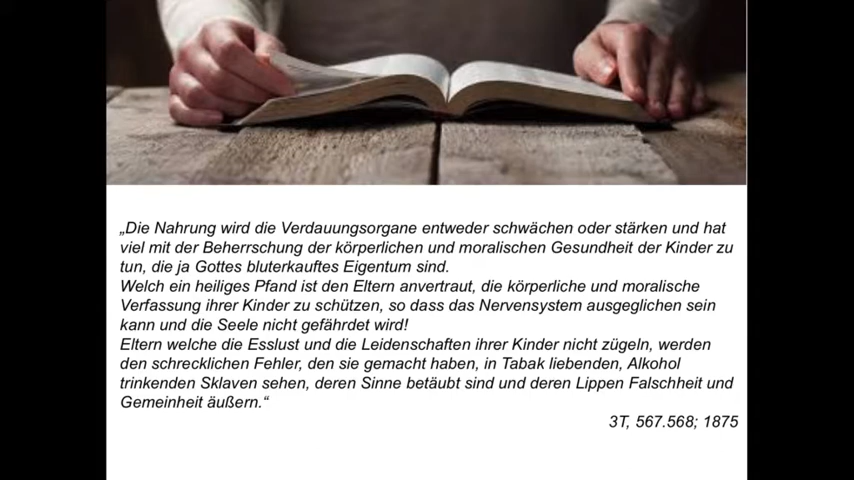 „Die Nahrung wird die Verdauungsorgane entweder schwächen oder stärken und hat
viel mit der Beherrschung der körperlichen und moralischen Gesundheit der Kinder zu
tun, die ja Gottes bluterkauftes Eigentum sind.
Welch ein heiliges Pfand ist den Eltern anvertraut, die körperliche und moralische
Verfassung ihrer Kinder zu schützen, so dass das Nervensystem ausgeglichen sein
kann und die Seele nicht gefährdet wird!
Eltern welche die Esslust und die Leidenschaften ihrer Kinder nicht zügeln, werden
den schrecklichen Fehler, den sie gemacht haben, in Tabak liebenden, Alkohol
trinkenden Sklaven sehen, deren Sinne betäubt sind und deren Lippen Falschheit und
Gemeinheit äußern.“
3T, 567.568; 1875